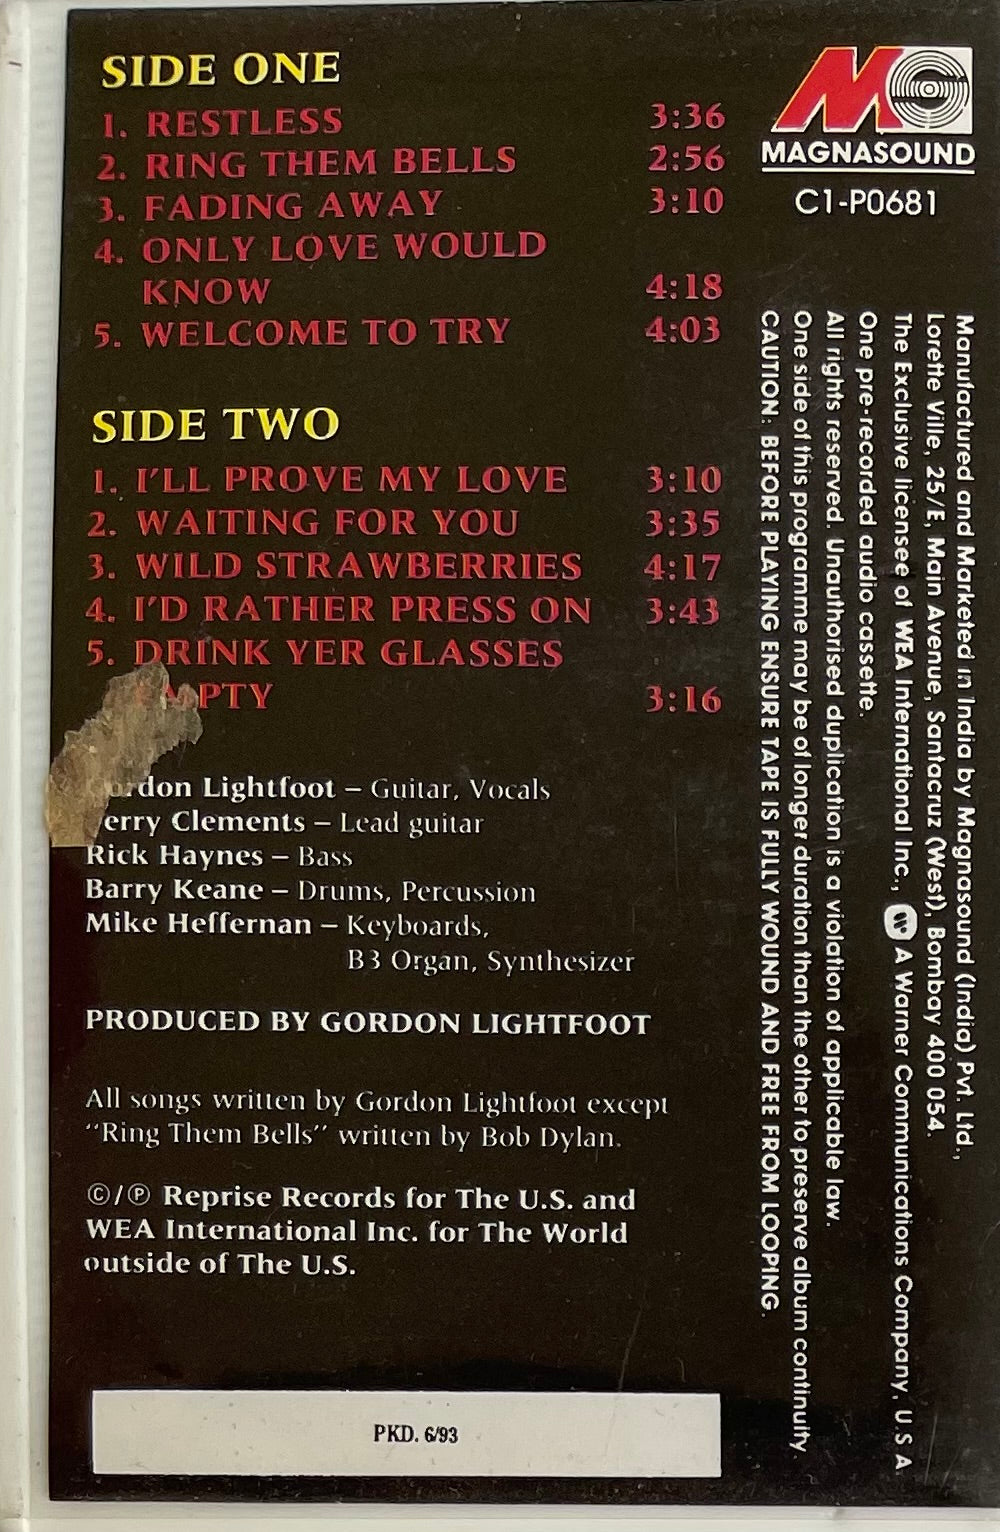 SIDE ONE
1. RESTLESS 3:36
2. RING THEM BELLS 2:56
3. FADING AWAY 3:10
4. ONLY LOVE WOULD
KNOW 4:18
5. WELCOME TO TRY 4:03
SIDE TWO
1. I'LL PROVE MY LOVE 3:10
2. WAITING FOR YOU 3:35
3. WILD STRAWBERRIES 4:17
4. I'D RATHER PRESS ON 3:43
5. DRINK YER GLASSES
EMPTY 3:16
Gordon Lightfoot – Guitar, Vocals
Terry Clements – Lead guitar
Rick Haynes – Bass
Barry Keane – Drums, Percussion
Mike Heffernan – Keyboards,
B3 Organ, Synthesizer
PRODUCED BY GORDON LIGHTFOOT
All songs written by Gordon Lightfoot except
"Ring Them Bells" written by Bob Dylan.
©/℗ Reprise Records for The U.S. and
WEA International Inc. for The World
outside of The U.S.
PKD. 6/93
MG
MAGNASOUND
C1-P0681
Manufactured and Marketed in India by Magnasound (India) Pvt. Ltd.,
Lorette Ville, 25/E, Main Avenue, Santacruz (West), Bombay 400 054.
The Exclusive licensee of WEA International Inc., W A Warner Communications Company, U.S A.
One pre-recorded audio cassette.
All rights reserved. Unauthorised duplication is a violation of applicable law.
One side of this programme may be of longer duration than the other to preserve album continuity.
CAUTION: BEFORE PLAYING ENSURE TAPE IS FULLY WOUND AND FREE FROM LOOPING.